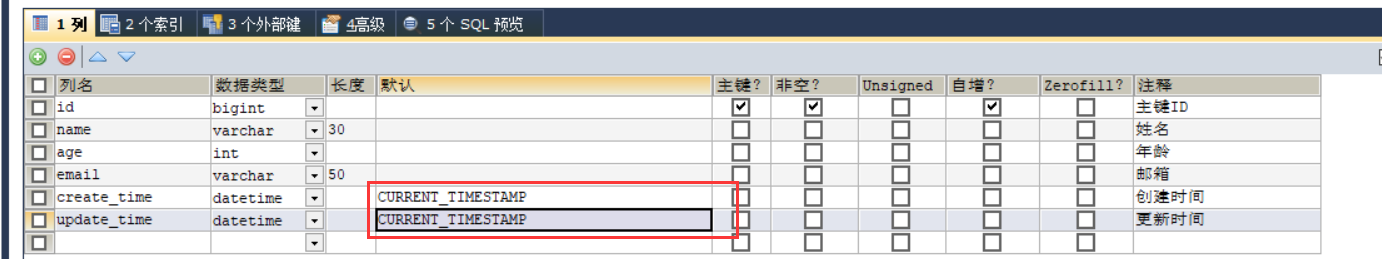 1 列 2 个索引 3 个外部键 4高级 5 个 SQL 预览
列名 数据类型 长度 默认 主键? 非空? Unsigned 自增? Zerofill? 注释
id bigint 主键ID
name varchar 30 姓名
age int 年龄
email varchar 50 邮箱
create_time datetime CURRENT_TIMESTAMP 创建时间
update_time datetime CURRENT_TIMESTAMP 更新时间